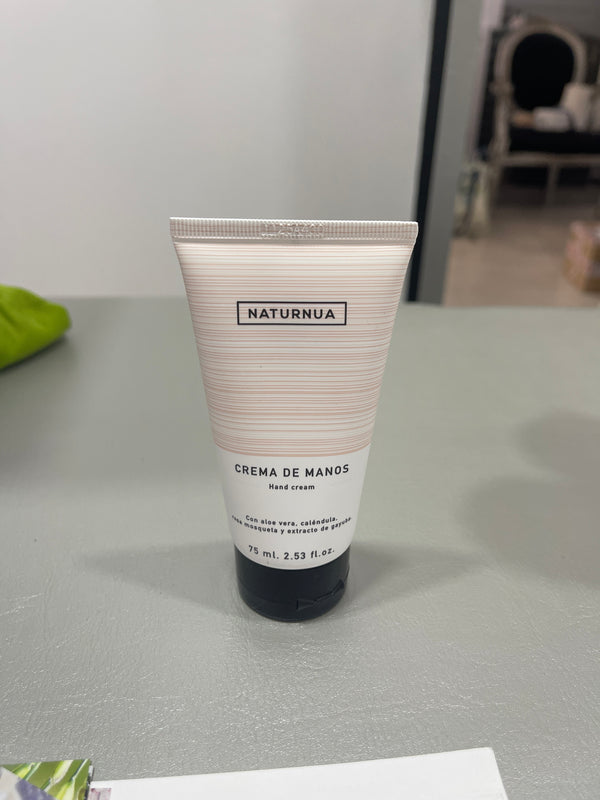 NATURNUA
CREMA DE MANOS
Hand cream
Con aloe vera, caléndula,
rosa mosqueta y extracto de gayuba.
75 ml. 2.53 fl.oz.